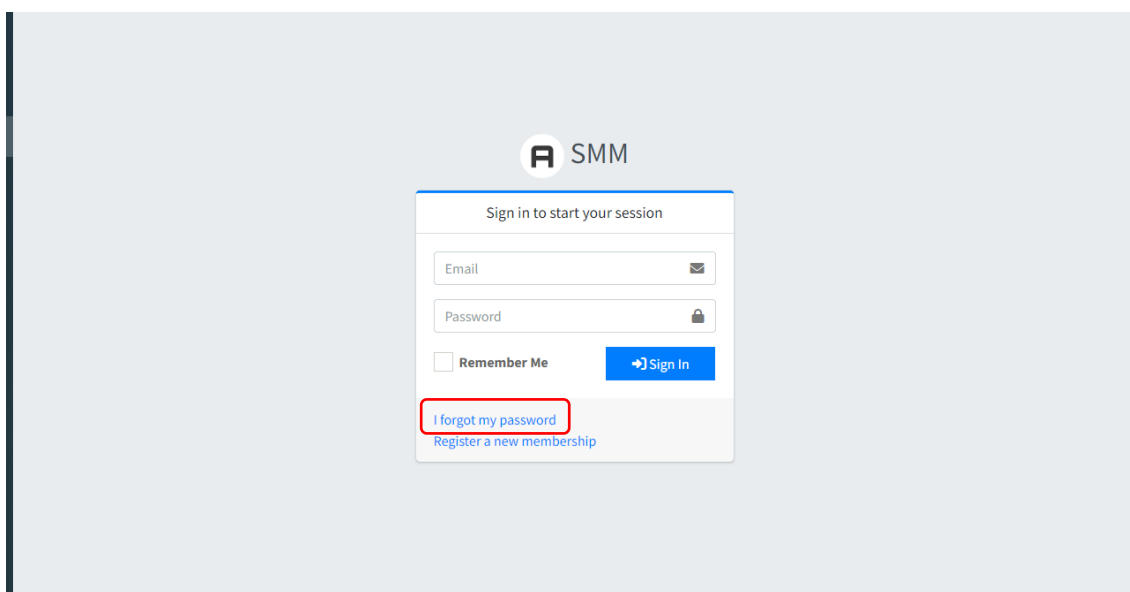 A SMM
Sign in to start your session
Email
Password
Remember Me
Sign In
I forgot my password
Register a new membership